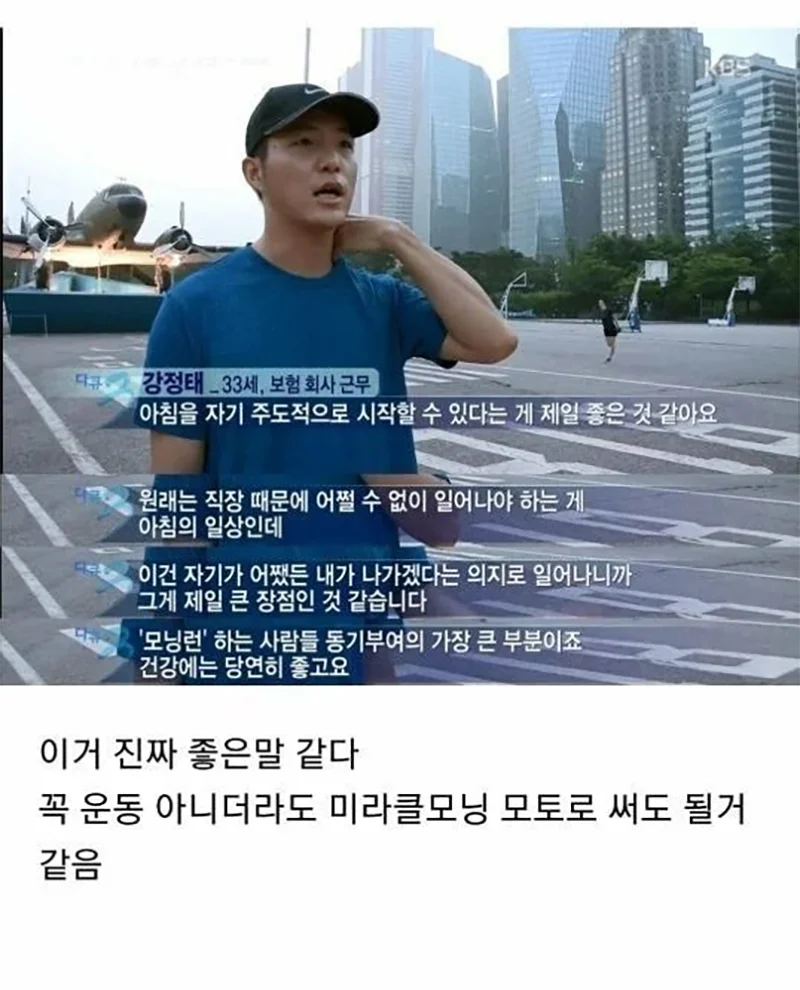 KBS
다큐
강정태 _ 33세, 보험 회사 근무
아침을 자기 주도적으로 시작할 수 있다는 게 제일 좋은 것 같아요
다큐
원래는 직장 때문에 어쩔 수 없이 일어나야 하는 게
아침의 일상인데
다큐
이건 자기가 어쨌든 내가 나가겠다는 의지로 일어나니까
그게 제일 큰 장점인 것 같습니다
다큐
'모닝런' 하는 사람들 동기부여의 가장 큰 부분이죠
건강에는 당연히 좋고요
이거 진짜 좋은말 같다
꼭 운동 아니더라도 미라클모닝 모토로 써도 될거
같음